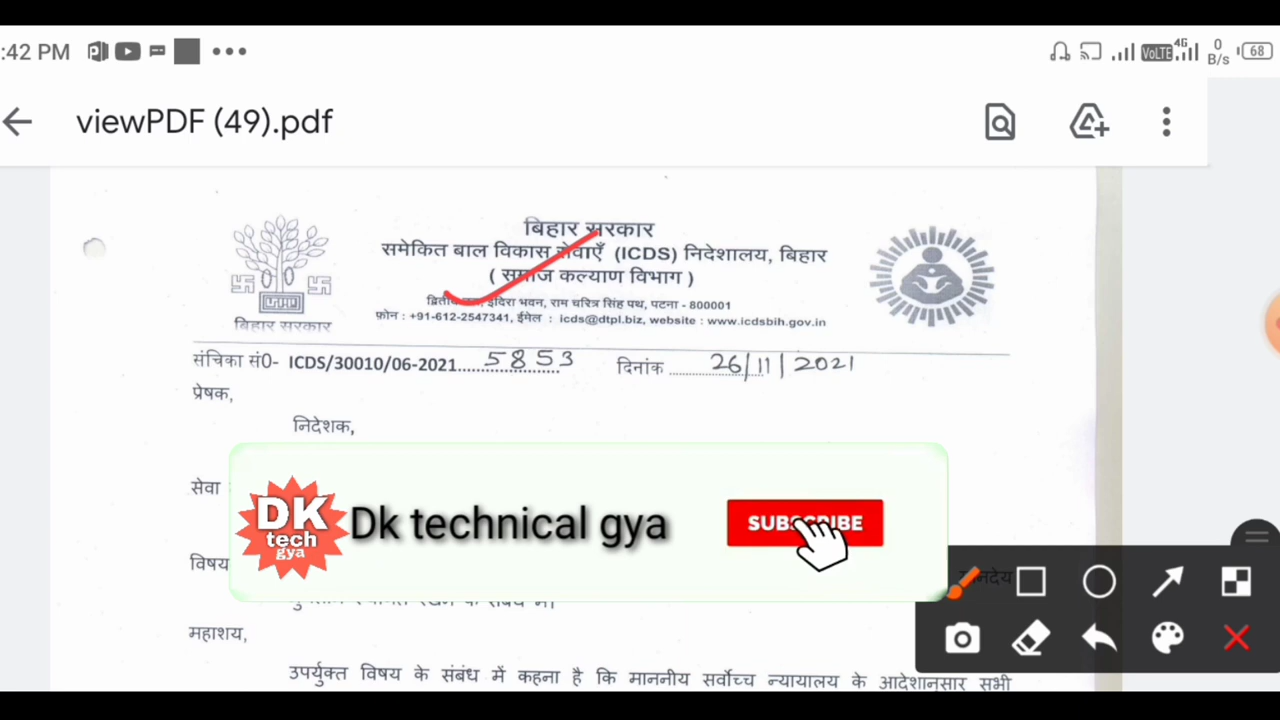 :42 PM
4G
VoLTE
0
B/s
68
viewPDF (49).pdf
बिहार सरकार
समेकित बाल विकास सेवाएँ (ICDS) निदेशालय, बिहार
( समाज कल्याण विभाग )
इंदिरा भवन, राम चरित्र सिंह पथ, पटना - 800001
फ़ोन : +91-612-2547341, ईमेल : icds@dtpl.biz, website : www.icdsbih.gov.in
बिहार सरकार
संचिका सं0- ICDS/30010/06-2021 5853 दिनांक 26/11/2021
प्रेषक,
निदेशक,
सेवा
DK
tech
gya
Dk technical gya
SUBSCRIBE
विषय
महाशय,
उपर्युक्त विषय के संबंध में कहना है कि माननीय सर्वोच्च न्यायालय के आदेशानुसार सभी